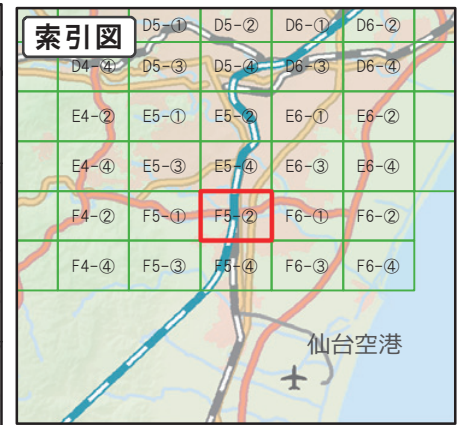 索引図
D5-① D5-② D6-① D6-②
D4-④ D5-③ D5-④ D6-③ D6-④
E4-② E5-① E5-② E6-① E6-②
E4-④ E5-③ E5-④ E6-③ E6-④
F4-② F5-① F5-② F6-① F6-②
F4-④ F5-③ F5-④ F6-③ F6-④
仙台空港